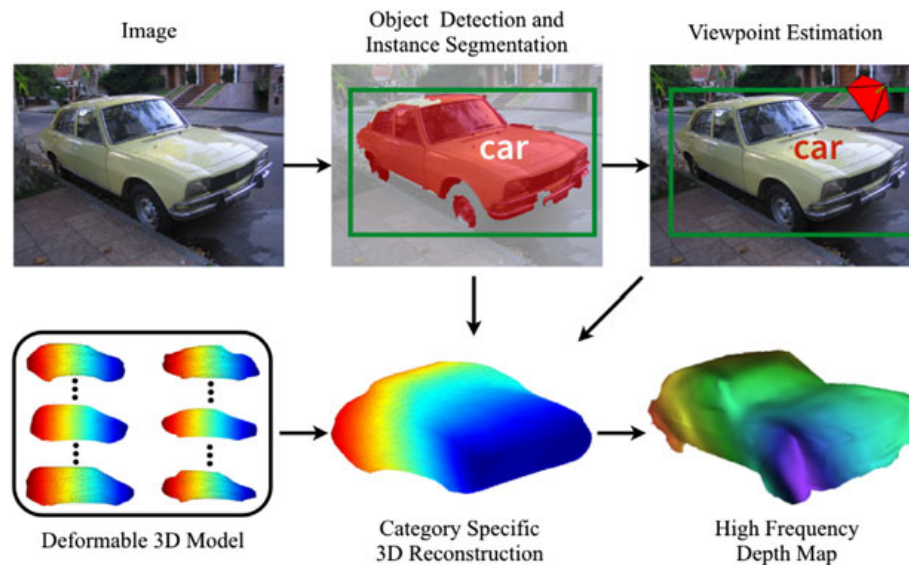 Image
Object Detection and
Instance Segmentation
Viewpoint Estimation
car
car
Deformable 3D Model
Category Specific
3D Reconstruction
High Frequency
Depth Map